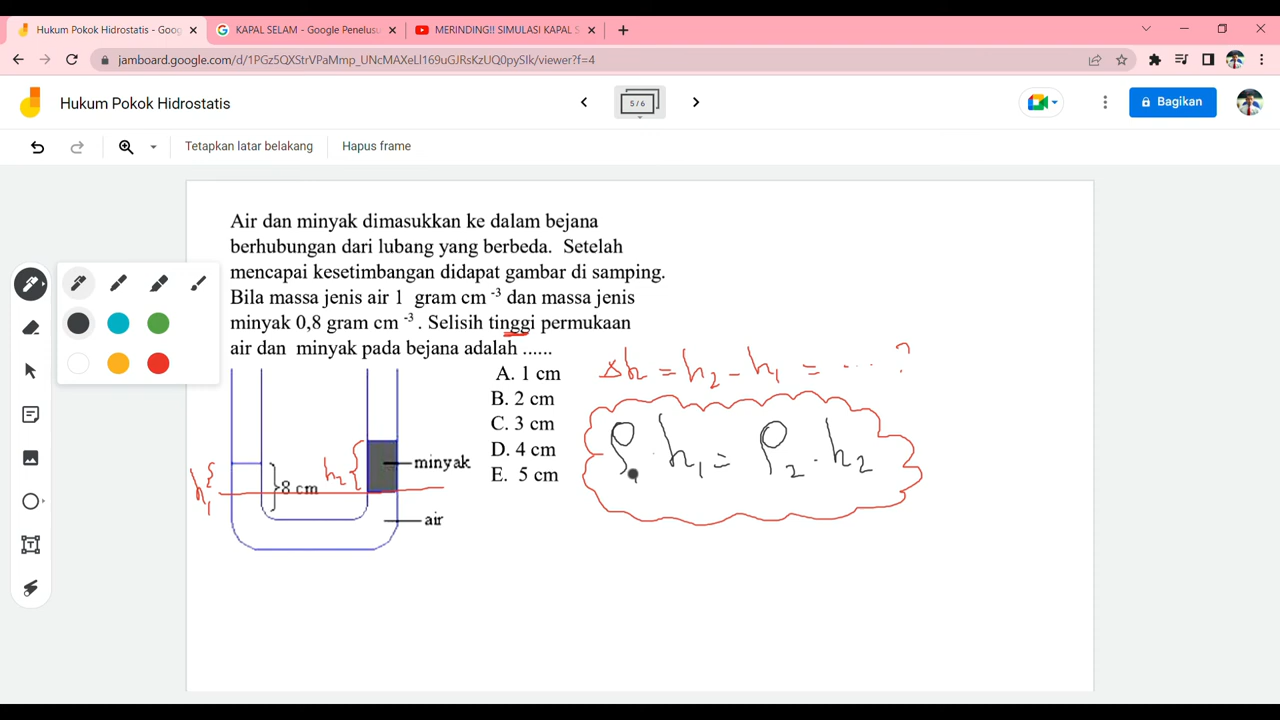 Hukum Pokok Hidrostatis - Goog
KAPAL SELAM - Google Penelusu
MERINDING!! SIMULASI KAPAL S
jamboard.google.com/d/1PGz5QXStrVPaMmp_UNcMAXeLl169uGJRsKzUQ0pySIk/viewer?f=4
Hukum Pokok Hidrostatis
5 / 6
Bagikan
Tetapkan latar belakang
Hapus frame
Air dan minyak dimasukkan ke dalam bejana
berhubungan dari lubang yang berbeda. Setelah
mencapai kesetimbangan didapat gambar di samping.
Bila massa jenis air 1 gram cm ⁻³ dan massa jenis
minyak 0,8 gram cm ⁻³. Selisih tinggi permukaan
air dan minyak pada bejana adalah ......
A. 1 cm
B. 2 cm
C. 3 cm
D. 4 cm
E. 5 cm
Δh = h₂ - h₁ = .... ?
ρ₁ . h₁ = ρ₂ . h₂
h₁
8 cm
h₂
minyak
air